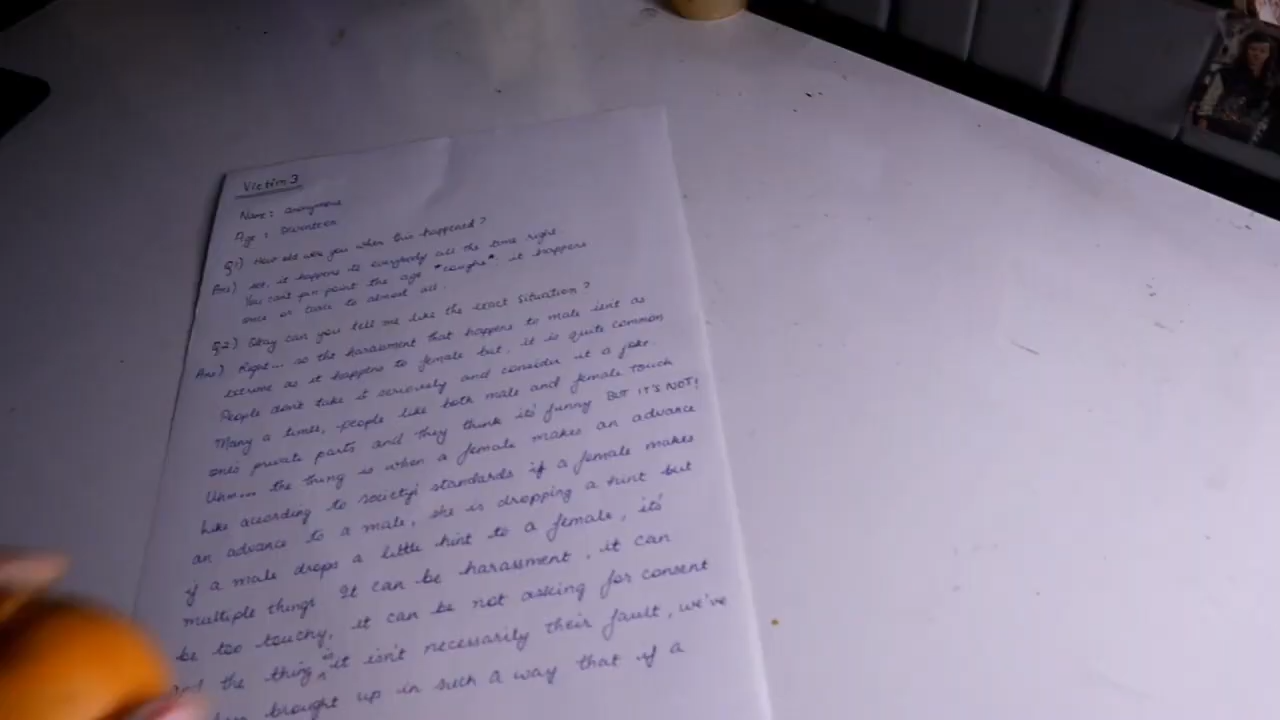 Victim 3
Name : anonymous
Age : Seventeen
Q1) How old were you when this happened ?
Ans) see, it happens to everybody all the time right.
You can't pin-point the age *coughs*, it happens
once or twice to almost all.
Q2) Okay can you tell me like the exact situation ?
Ans) Right... so the harassment that happens to male isn't as
extreme as it happens to female but, it is quite common
People don't take it seriously and consider it a joke.
Many a times, people like both male and female touch
one's private parts and they think its' funny BUT IT'S NOT!
Uhm... the thing is when a female makes an advance
Like according to society's standards if a female makes
an advance to a male, she is dropping a hint but
if a male drops a little hint to a female, its'
multiple things It can be harassment, it can
be too touchy, it can be not asking for consent
and the thing is it isn't necessarily their fault, we've
brought up in such a way that if a